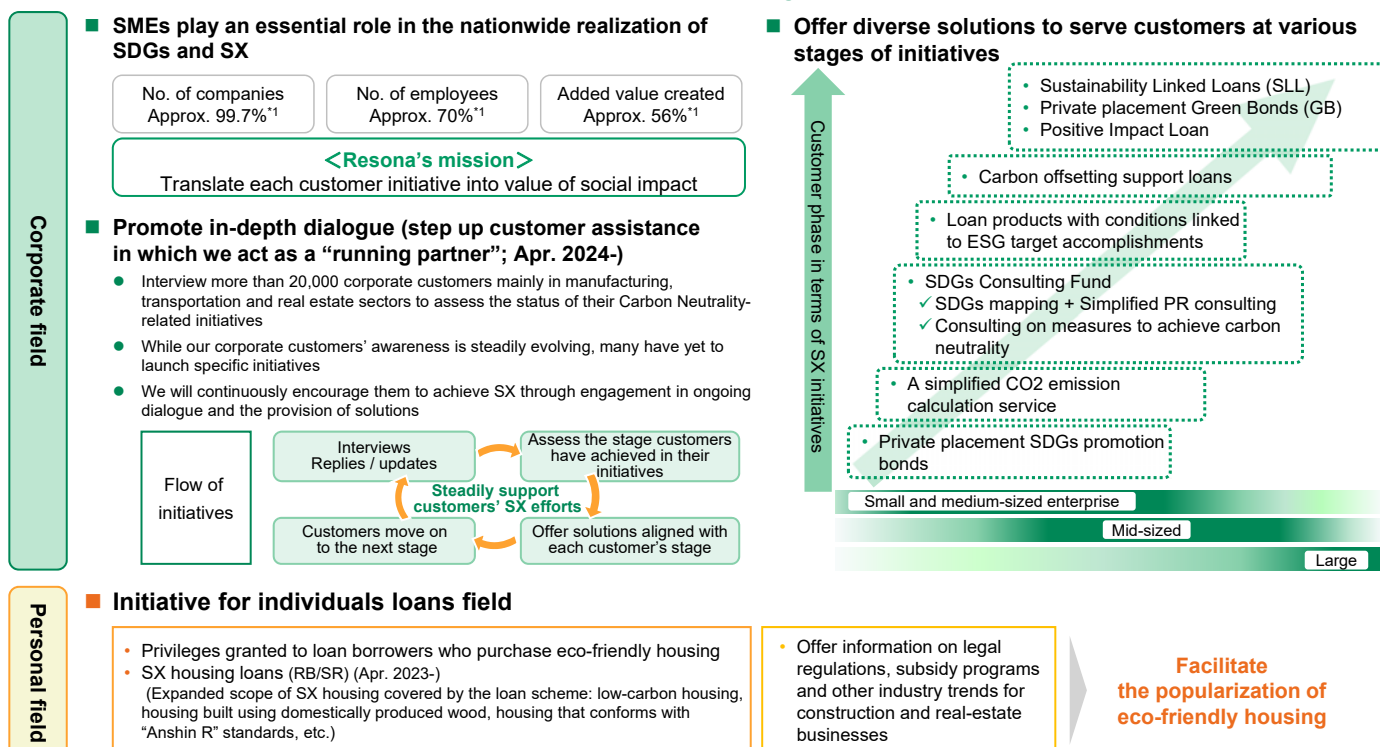 Corporate field
SMEs play an essential role in the nationwide realization of
SDGs and SX
No. of companies
Approx. 99.7%*1
No. of employees
Approx. 70%*1
Added value created
Approx. 56%*1
＜Resona's mission＞
Translate each customer initiative into value of social impact
Promote in-depth dialogue (step up customer assistance
in which we act as a “running partner”; Apr. 2024-)
Interview more than 20,000 corporate customers mainly in manufacturing,
transportation and real estate sectors to assess the status of their Carbon Neutrality-
related initiatives
While our corporate customers’ awareness is steadily evolving, many have yet to
launch specific initiatives
We will continuously encourage them to achieve SX through engagement in ongoing
dialogue and the provision of solutions
Flow of
initiatives
Interviews
Replies / updates
Assess the stage customers
have achieved in their
initiatives
Steadily support
customers’ SX efforts
Customers move on
to the next stage
Offer solutions aligned with
each customer’s stage
Offer diverse solutions to serve customers at various
stages of initiatives
Customer phase in terms of SX initiatives
• Sustainability Linked Loans (SLL)
• Private placement Green Bonds (GB)
• Positive Impact Loan
• Carbon offsetting support loans
• Loan products with conditions linked
to ESG target accomplishments
• SDGs Consulting Fund
✓SDGs mapping + Simplified PR consulting
✓Consulting on measures to achieve carbon
neutrality
• A simplified CO2 emission
calculation service
• Private placement SDGs promotion
bonds
Small and medium-sized enterprise
Mid-sized
Large
Personal field
Initiative for individuals loans field
• Privileges granted to loan borrowers who purchase eco-friendly housing
• SX housing loans (RB/SR) (Apr. 2023-)
(Expanded scope of SX housing covered by the loan scheme: low-carbon housing,
housing built using domestically produced wood, housing that conforms with
“Anshin R” standards, etc.)
• Offer information on legal
regulations, subsidy programs
and other industry trends for
construction and real-estate
businesses
Facilitate
the popularization of
eco-friendly housing